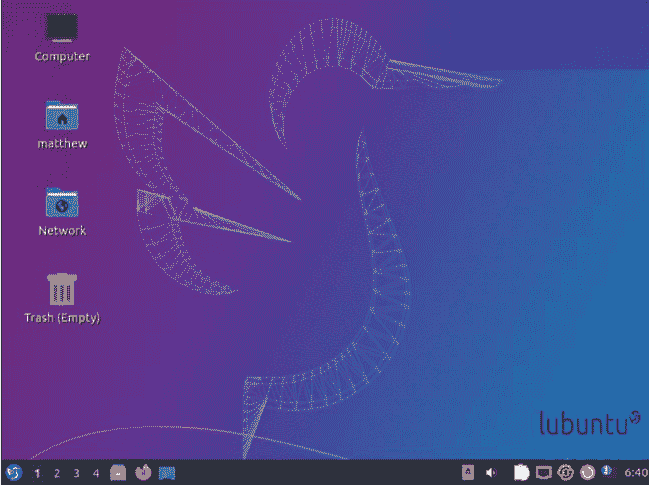 Computer
matthew
Network
Trash (Empty)
lubuntu
1 2 3 4
6:40